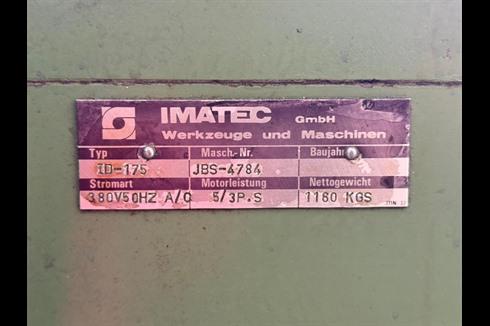 IMATEC GmbH
Werkzeuge und Maschinen
Typ Masch.-Nr. Baujahr
ID-175 JBS-4784
Stromart Motorleistung Nettogewicht
380V50HZ A/C 5/3P.S 1180 KGS